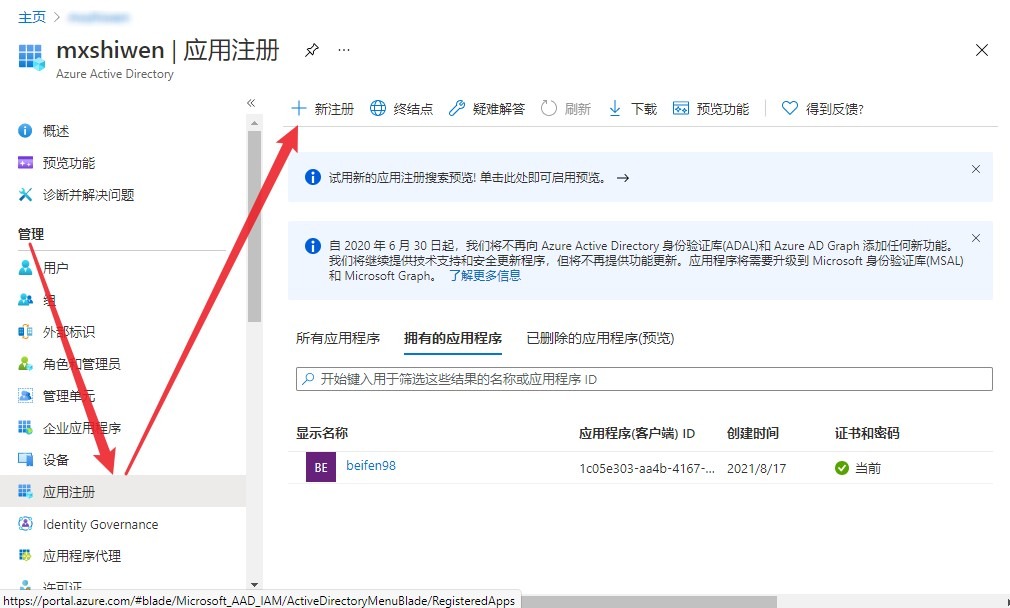 主页
mxshiwen | 应用注册
Azure Active Directory
新注册 终结点 疑难解答 刷新 下载 预览功能 得到反馈?
概述
预览功能
诊断并解决问题
管理
用户
组
外部标识
角色和管理员
管理单元
企业应用程序
设备
应用注册
Identity Governance
应用程序代理
许可证
试用新的应用注册搜索预览! 单击此处即可启用预览。 →
自 2020 年 6 月 30 日起，我们将不再向 Azure Active Directory 身份验证库(ADAL)和 Azure AD Graph 添加任何新功能。
我们将继续提供技术支持和安全更新程序，但将不再提供功能更新。应用程序将需要升级到 Microsoft 身份验证库(MSAL)
和 Microsoft Graph。 了解更多信息
所有应用程序 拥有的应用程序 已删除的应用程序(预览)
开始键入用于筛选这些结果的名称或应用程序 ID
显示名称 应用程序(客户端) ID 创建时间 证书和密码
BE beifen98 1c05e303-aa4b-4167-... 2021/8/17 当前
https://portal.azure.com/#blade/Microsoft_AAD_IAM/ActiveDirectoryMenuBlade/RegisteredApps